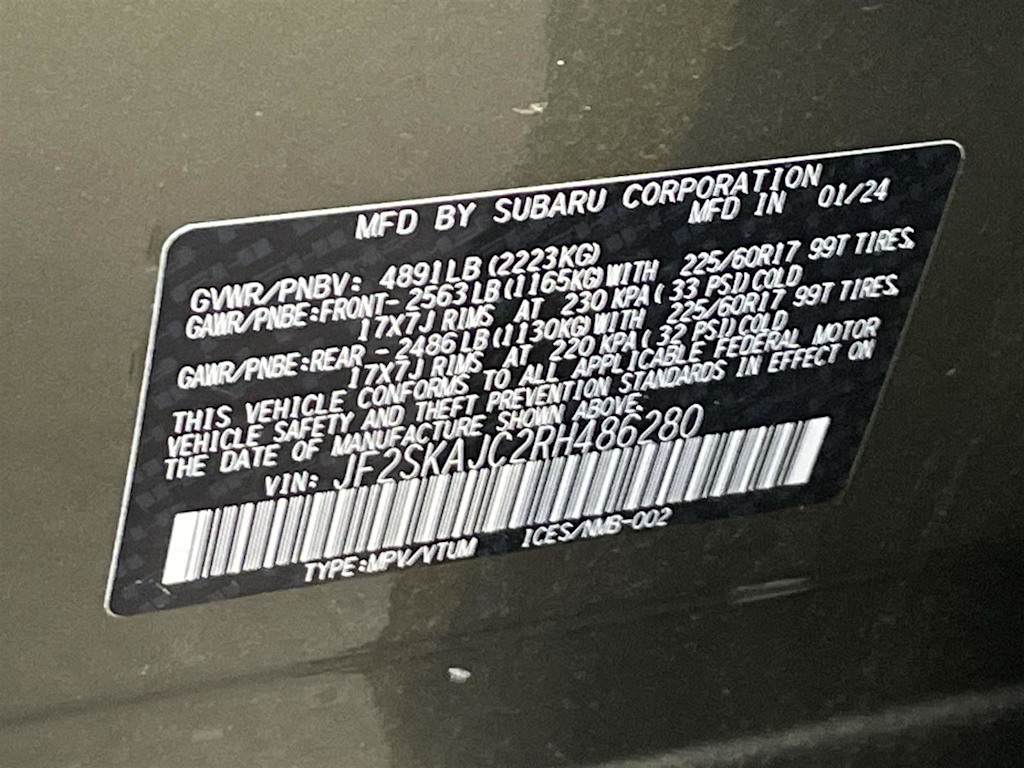 MFD BY SUBARU CORPORATION
MFD IN 01/24
GVWR/PNBV: 4891LB(2223KG)
GAWR/PNBE:FRONT- 2563LB(1165KG)WITH 225/60R17 99T TIRES.
17X7J RIMS AT 230 KPA( 33 PSI)COLD
GAWR/PNBE:REAR - 2486LB(1130KG)WITH 225/60R17 99T TIRES.
17X7J RIMS AT 220 KPA( 32 PSI)COLD
THIS VEHICLE CONFORMS TO ALL APPLICABLE FEDERAL MOTOR
VEHICLE SAFETY AND THEFT PREVENTION STANDARDS IN EFFECT ON
THE DATE OF MANUFACTURE SHOWN ABOVE.
VIN: JF2SKAJC2RH486280
TYPE:MPV/VTUM ICES/NMB-002